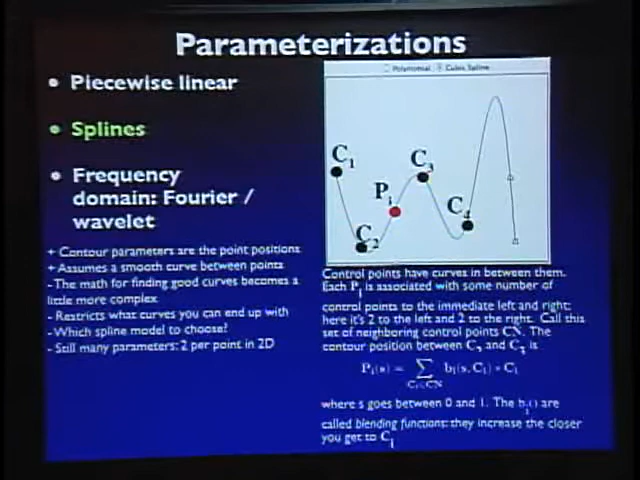 Parameterizations
• Piecewise linear
• Splines
• Frequency
domain: Fourier /
wavelet
+ Contour parameters are the point positions
+ Assumes a smooth curve between points
- The math for finding good curves becomes a
little more complex
- Restricts what curves you can end up with
- Which spline model to choose?
- Still many parameters: 2 per point in 2D
Polynomial Cubic Spline
C1
C3
Pi
C4
C2
Control points have curves in between them.
Each Pi is associated with some number of
control points to the immediate left and right:
here it's 2 to the left and 2 to the right. Call this
set of neighboring control points CN. The
contour position between C2 and C3 is
Pi(s) = ∑ bi(s, Ci) * Ci
Ci∈CN
where s goes between 0 and 1. The bi() are
called blending functions: they increase the closer
you get to Ci